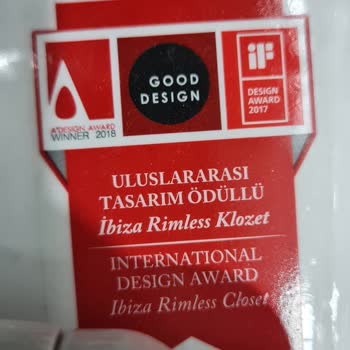 A'DESIGN AWARD
WINNER 2018
GOOD
DESIGN
iF
DESIGN
AWARD
2017
ULUSLARARASI
TASARIM ÖDÜLLÜ
İbiza Rimless Klozet
INTERNATIONAL
DESIGN AWARD
Ibiza Rimless Closet